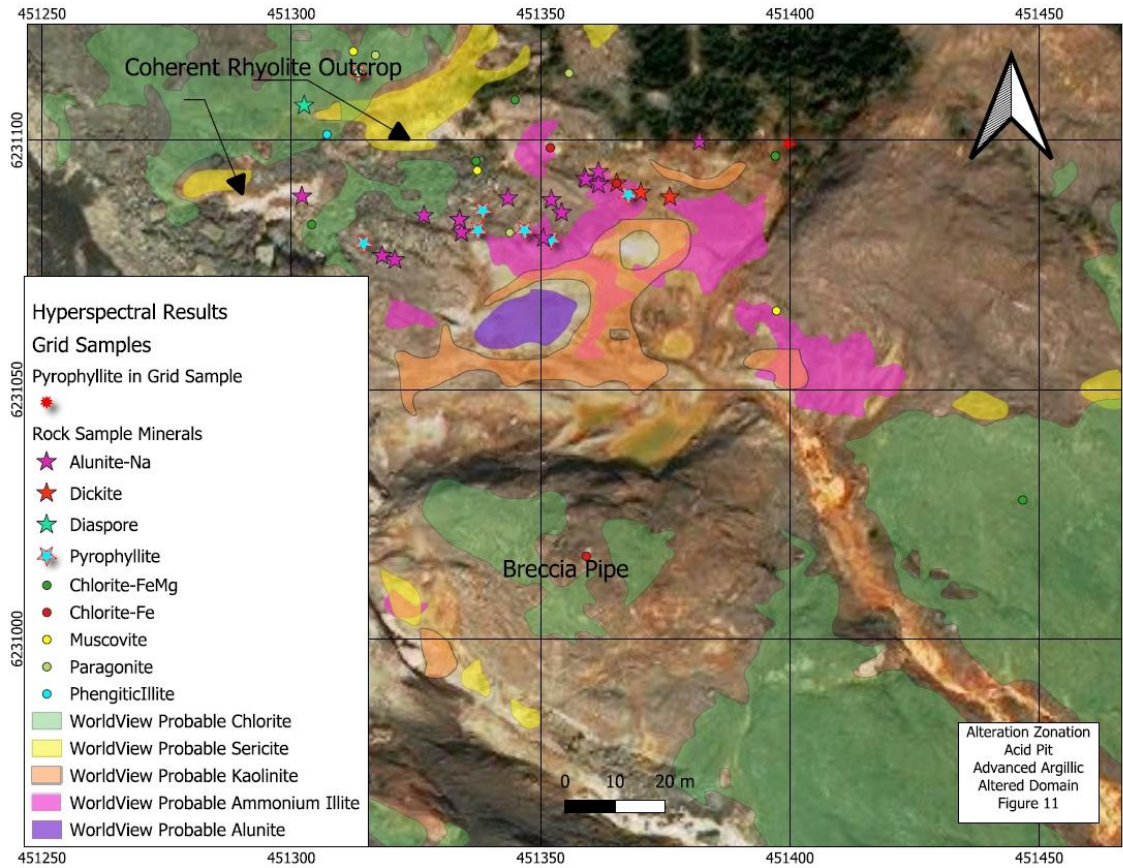 451250 451300 451350 451400 451450
Coherent Rhyolite Outcrop
6231100
6231050
6231000
Breccia Pipe
Hyperspectral Results
Grid Samples
Pyrophyllite in Grid Sample
Rock Sample Minerals
Alunite-Na
Dickite
Diaspore
Pyrophyllite
Chlorite-FeMg
Chlorite-Fe
Muscovite
Paragonite
PhengiticIllite
WorldView Probable Chlorite
WorldView Probable Sericite
WorldView Probable Kaolinite
WorldView Probable Ammonium Illite
WorldView Probable Alunite
0 10 20 m
Alteration Zonation
Acid Pit
Advanced Argillic
Altered Domain
Figure 11
451250 451300 451350 451400 451450